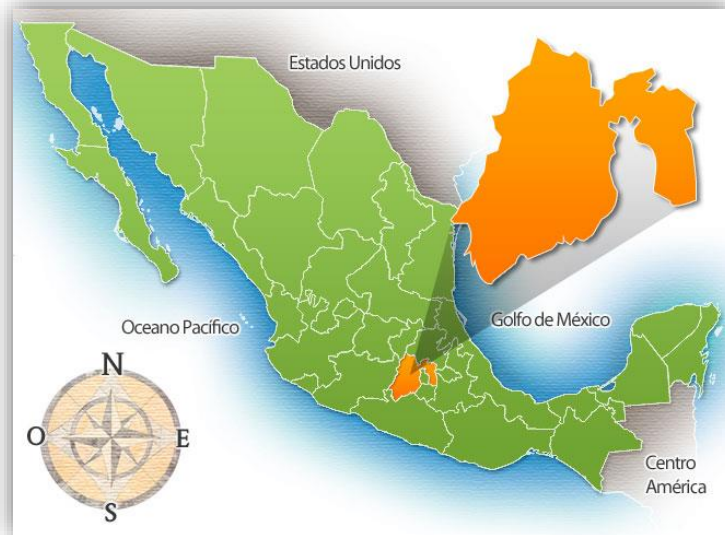 Estados Unidos
Oceano Pacífico
Golfo de México
N
O
E
S
Centro
América